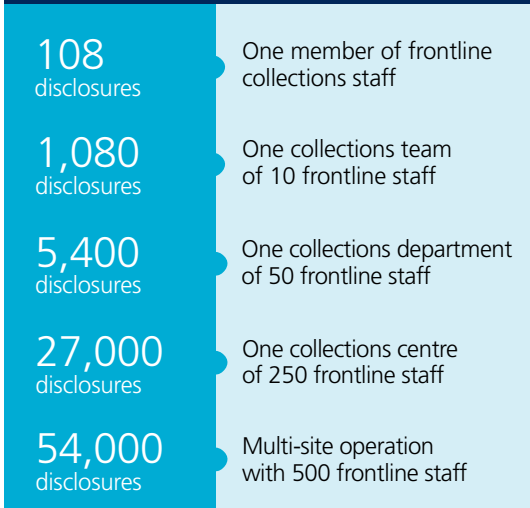 108
disclosures
One member of frontline
collections staff
1,080
disclosures
One collections team
of 10 frontline staff
5,400
disclosures
One collections department
of 50 frontline staff
27,000
disclosures
One collections centre
of 250 frontline staff
54,000
disclosures
Multi-site operation
with 500 frontline staff